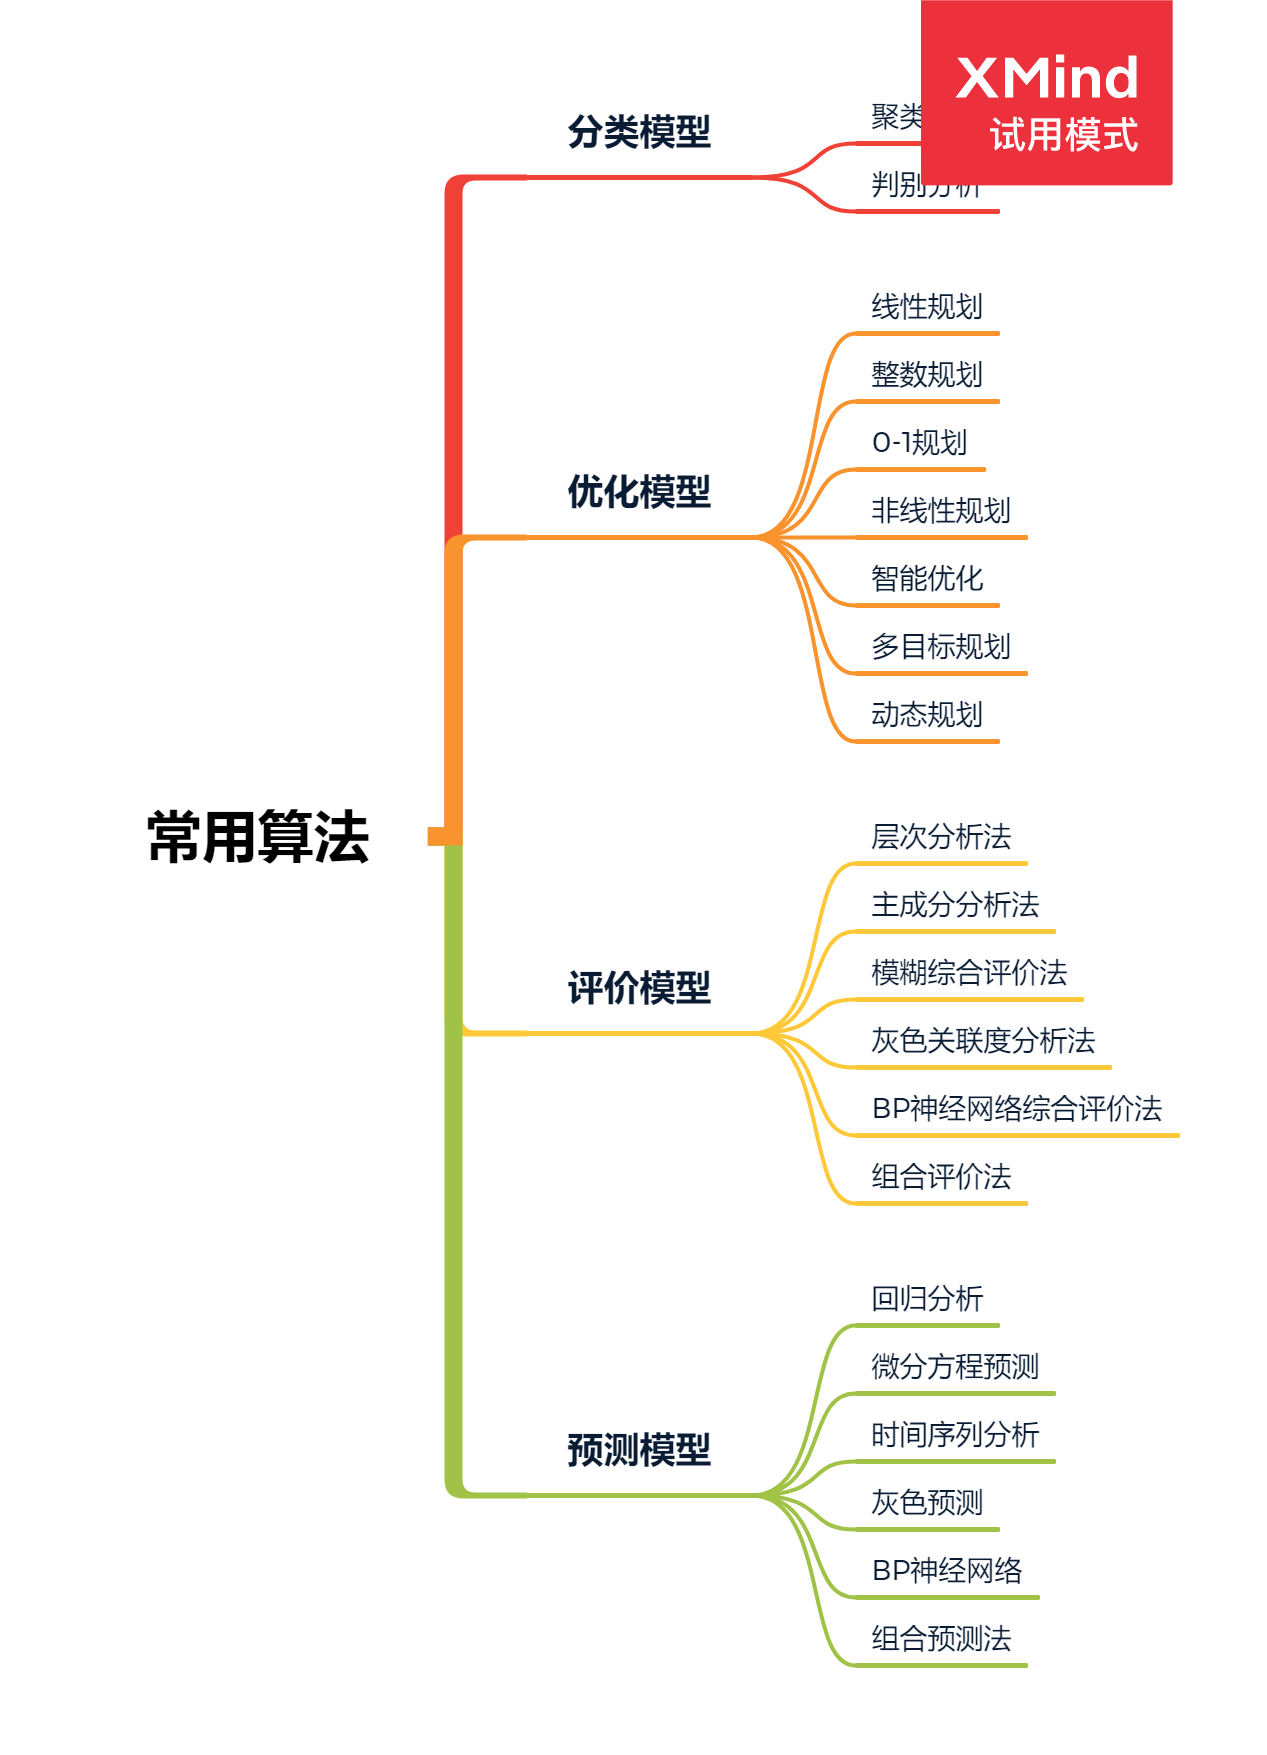 XMind
试用模式
常用算法
分类模型
聚类
判别分析
优化模型
线性规划
整数规划
0-1规划
非线性规划
智能优化
多目标规划
动态规划
评价模型
层次分析法
主成分分析法
模糊综合评价法
灰色关联度分析法
BP神经网络综合评价法
组合评价法
预测模型
回归分析
微分方程预测
时间序列分析
灰色预测
BP神经网络
组合预测法